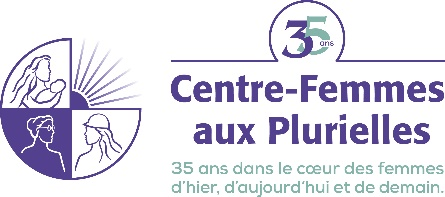 35
ans
Centre-Femmes
aux Plurielles
35 ans dans le cœur des femmes
d'hier, d'aujourd'hui et de demain.